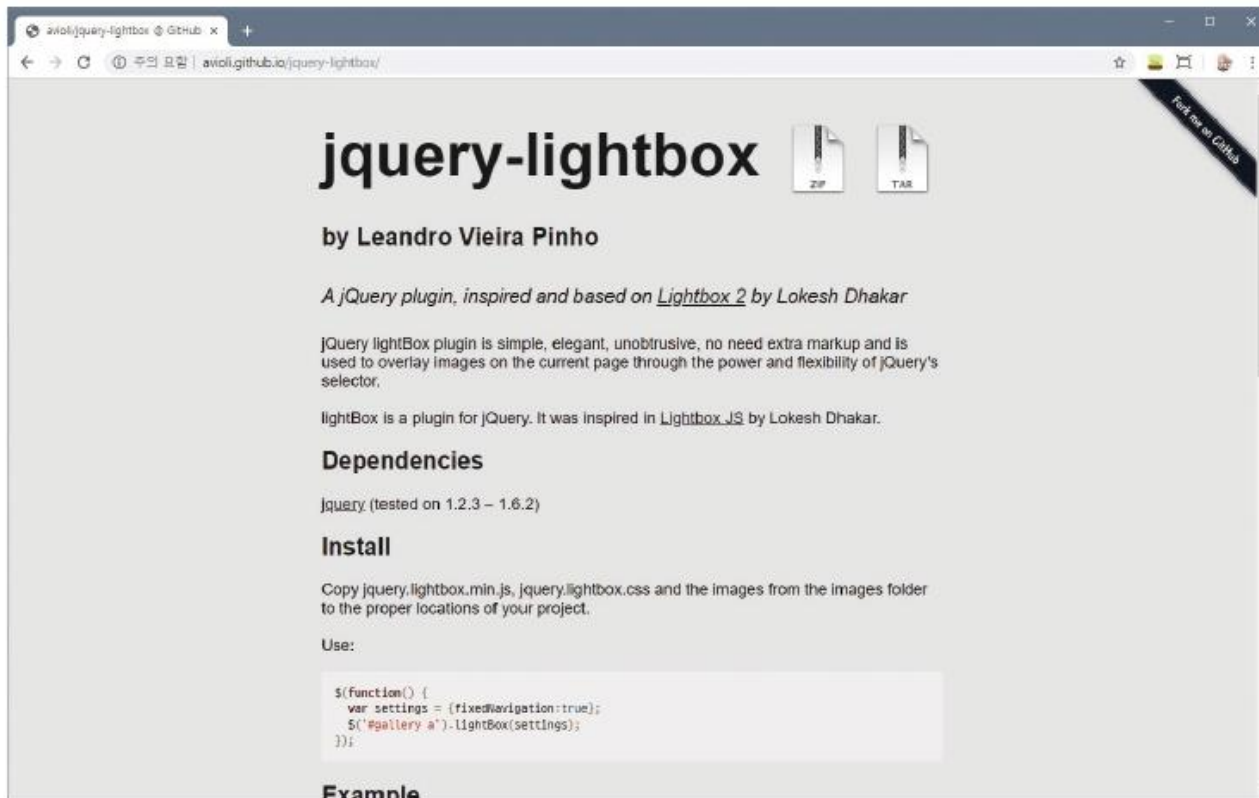 avioli/jquery-lightbox @ GitHub
주의 요함 | avioli.github.io/jquery-lightbox/
Fork me on GitHub
jquery-lightbox
ZIP
TAR
by Leandro Vieira Pinho
A jQuery plugin, inspired and based on Lightbox 2 by Lokesh Dhakar
jQuery lightBox plugin is simple, elegant, unobtrusive, no need extra markup and is
used to overlay images on the current page through the power and flexibility of jQuery's
selector.
lightBox is a plugin for jQuery. It was inspired in Lightbox JS by Lokesh Dhakar.
Dependencies
jquery (tested on 1.2.3 – 1.6.2)
Install
Copy jquery.lightbox.min.js, jquery.lightbox.css and the images from the images folder
to the proper locations of your project.
Use:
$(function() {
var settings = {fixedNavigation:true};
$('#gallery a').lightBox(settings);
});
Example